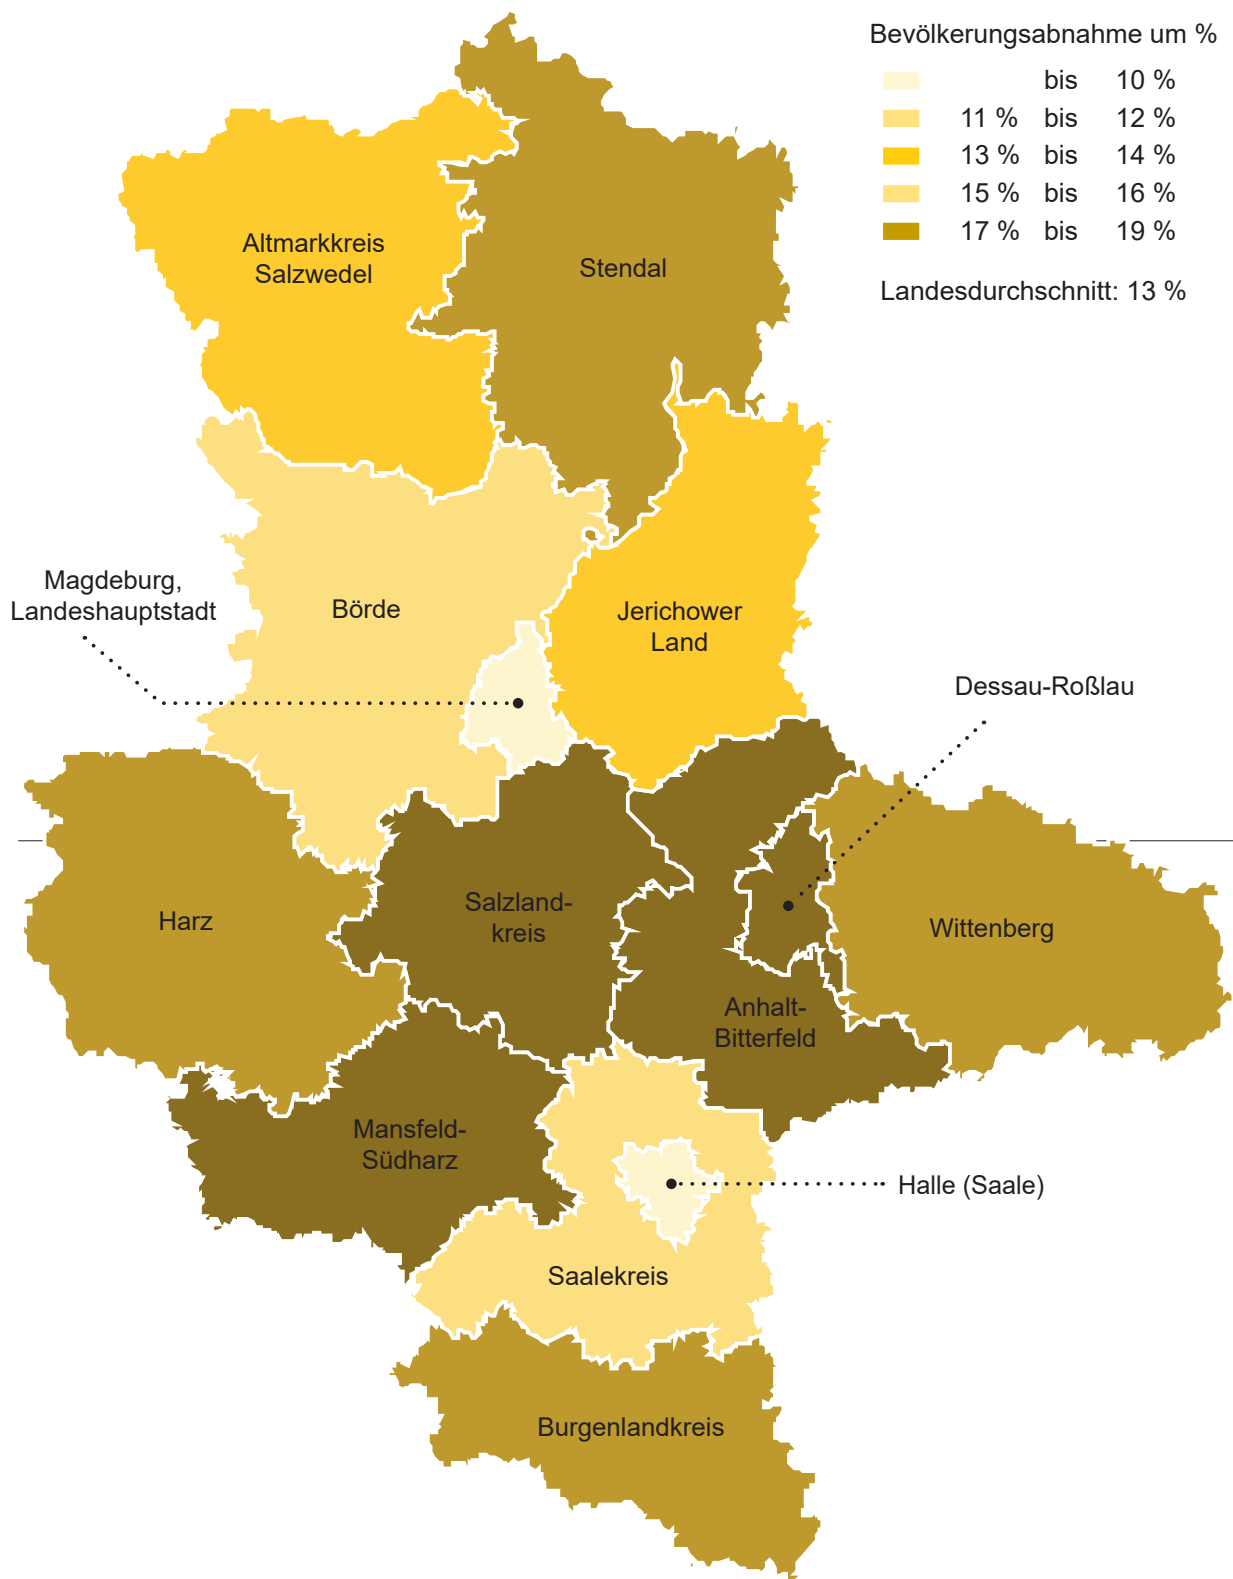 Bevölkerungsabnahme um %
bis 10 %
11 % bis 12 %
13 % bis 14 %
15 % bis 16 %
17 % bis 19 %
Landesdurchschnitt: 13 %
Altmarkkreis
Salzwedel
Stendal
Magdeburg,
Landeshauptstadt
Börde
Jerichower
Land
Dessau-Roßlau
Harz
Salzland-
kreis
Wittenberg
Anhalt-
Bitterfeld
Mansfeld-
Südharz
Halle (Saale)
Saalekreis
Burgenlandkreis